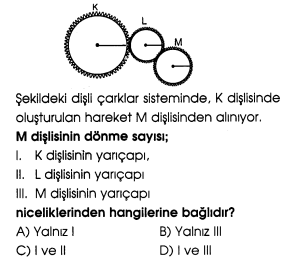 K
L
M
Şekildeki dişli çarklar sisteminde, K dişlisinde
oluşturulan hareket M dişlisinden alınıyor.
M dişlisinin dönme sayısı;
I. K dişlisinin yarıçapı,
II. L dişlisinin yarıçapı
III. M dişlisinin yarıçapı
niceliklerinden hangilerine bağlıdır?
A) Yalnız I B) Yalnız III
C) I ve II D) I ve III